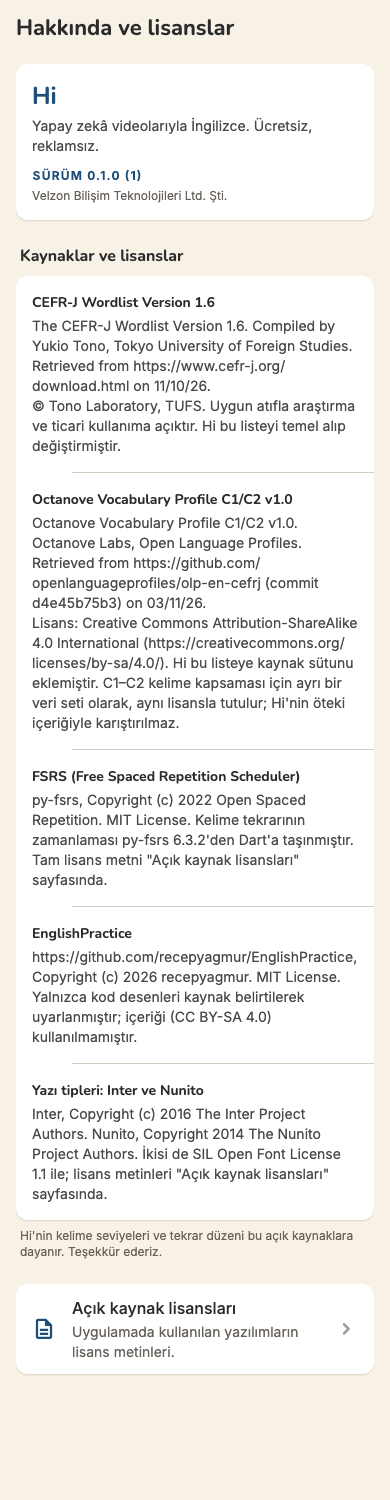 Hakkında ve lisanslar
Hi
Yapay zekâ videolarıyla İngilizce. Ücretsiz,
reklamsız.
SÜRÜM 0.1.0 (1)
Velzon Bilişim Teknolojileri Ltd. Şti.
Kaynaklar ve lisanslar
CEFR-J Wordlist Version 1.6
The CEFR-J Wordlist Version 1.6. Compiled by
Yukio Tono, Tokyo University of Foreign Studies.
Retrieved from https://www.cefr-j.org/
download.html on 11/10/26.
© Tono Laboratory, TUFS. Uygun atıfla araştırma
ve ticari kullanıma açıktır. Hi bu listeyi temel alıp
değiştirmiştir.
Octanove Vocabulary Profile C1/C2 v1.0
Octanove Vocabulary Profile C1/C2 v1.0.
Octanove Labs, Open Language Profiles.
Retrieved from https://github.com/
openlanguageprofiles/olp-en-cefrj (commit
d4e45b75b3) on 03/11/26.
Lisans: Creative Commons Attribution-ShareAlike
4.0 International (https://creativecommons.org/
licenses/by-sa/4.0/). Hi bu listeye kaynak sütunu
eklemiştir. C1–C2 kelime kapsaması için ayrı bir
veri seti olarak, aynı lisansla tutulur; Hi'nin öteki
içeriğiyle karıştırılmaz.
FSRS (Free Spaced Repetition Scheduler)
py-fsrs, Copyright (c) 2022 Open Spaced
Repetition. MIT License. Kelime tekrarının
zamanlaması py-fsrs 6.3.2'den Dart'a taşınmıştır.
Tam lisans metni "Açık kaynak lisansları"
sayfasında.
EnglishPractice
https://github.com/recepyagmur/EnglishPractice,
Copyright (c) 2026 recepyagmur. MIT License.
Yalnızca kod desenleri kaynak belirtilerek
uyarlanmıştır; içeriği (CC BY-SA 4.0)
kullanılmamıştır.
Yazı tipleri: Inter ve Nunito
Inter, Copyright (c) 2016 The Inter Project
Authors. Nunito, Copyright 2014 The Nunito
Project Authors. İkisi de SIL Open Font License
1.1 ile; lisans metinleri "Açık kaynak lisansları"
sayfasında.
Hi'nin kelime seviyeleri ve tekrar düzeni bu açık kaynaklara
dayanır. Teşekkür ederiz.
Açık kaynak lisansları
Uygulamada kullanılan yazılımların
lisans metinleri.